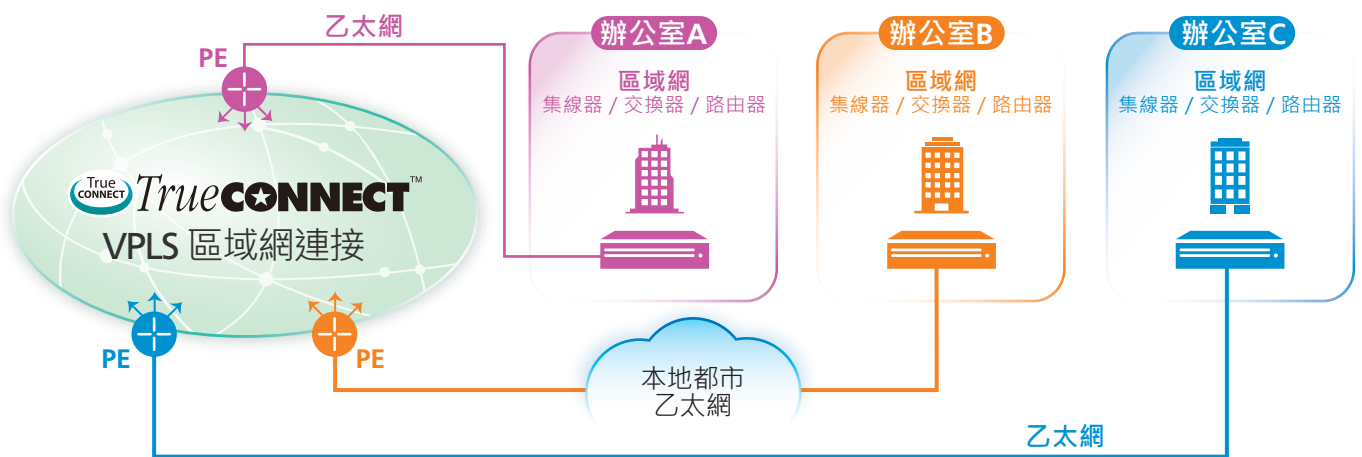 乙太網
PE
辦公室A
區域網
集線器 / 交換器 / 路由器
辦公室B
區域網
集線器 / 交換器 / 路由器
辦公室C
區域網
集線器 / 交換器 / 路由器
True
CONNECT
TrueCONNECT™
VPLS 區域網連接
PE
PE
本地都市
乙太網
乙太網